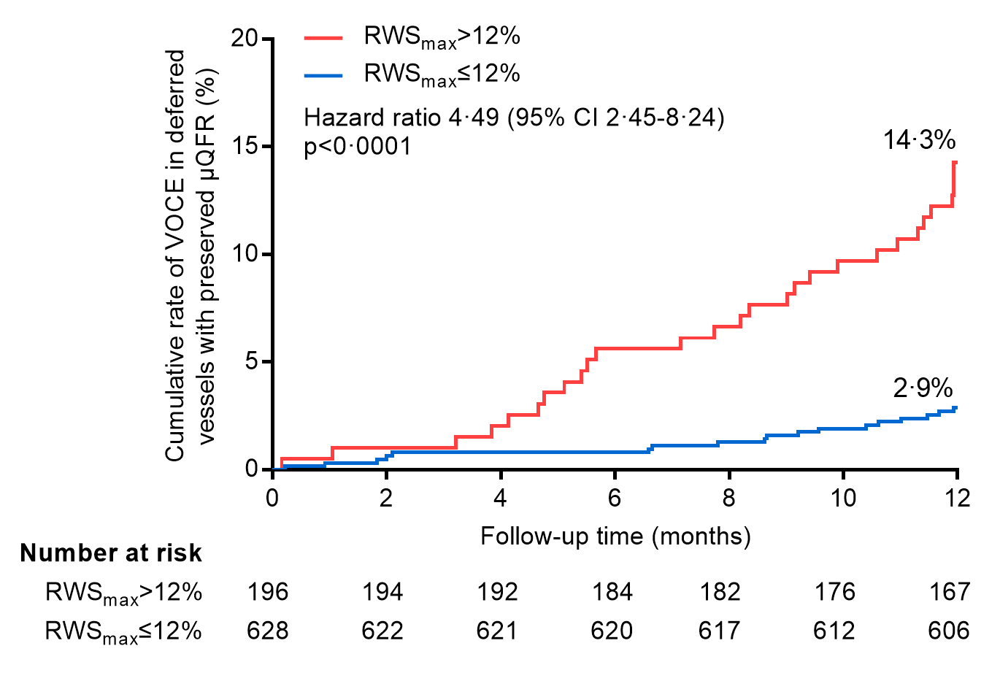 20
15
10
5
0
Cumulative rate of VOCE in deferred
vessels with preserved µQFR (%)
RWSmax>12%
RWSmax≤12%
Hazard ratio 4·49 (95% CI 2·45-8·24)
p<0·0001
14·3%
2·9%
0 2 4 6 8 10 12
Follow-up time (months)
Number at risk
RWSmax>12% 196 194 192 184 182 176 167
RWSmax≤12% 628 622 621 620 617 612 606